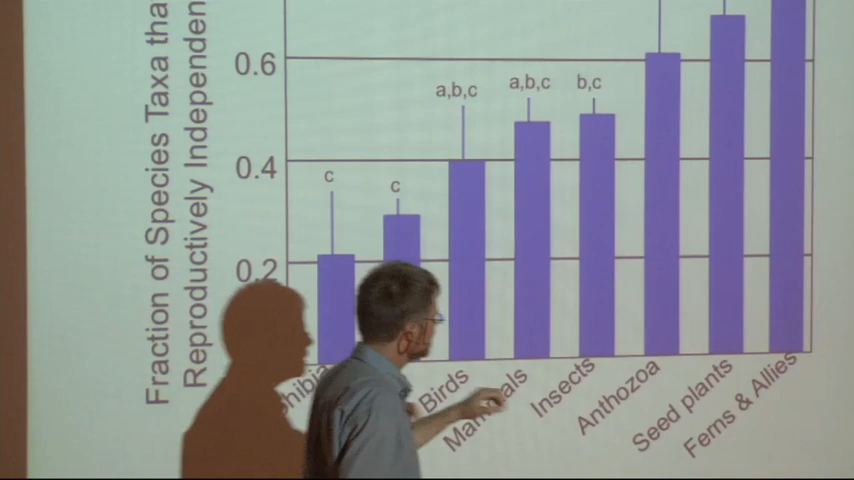 Fraction of Species Taxa tha
Reproductively Independen
0.6
0.4
0.2
c
c
a,b,c
a,b,c
b,c
Birds
Insects
Anthozoa
Seed plants
Ferns & Allies